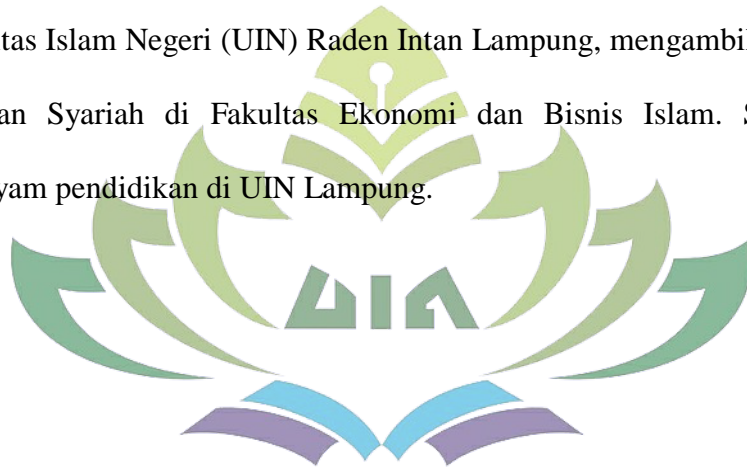 tas Islam Negeri (UIN) Raden Intan Lampung, mengambil
an Syariah di Fakultas Ekonomi dan Bisnis Islam. S
yam pendidikan di UIN Lampung.
UIN